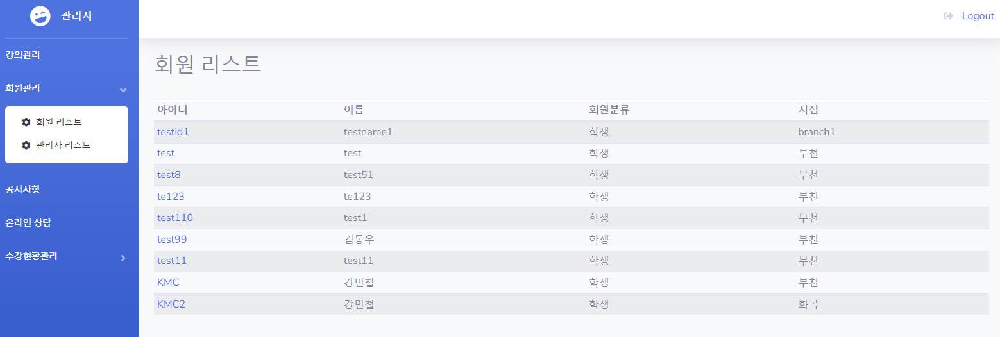 관리자
Logout
강의관리
회원관리
회원 리스트
관리자 리스트
공지사항
온라인 상담
수강현황관리
회원 리스트
아이디 이름 회원분류 지점
testid1 testname1 학생 branch1
test test 학생 부천
test8 test51 학생 부천
te123 te123 학생 부천
test110 test1 학생 부천
test99 김동우 학생 부천
test11 test11 학생 부천
KMC 강민철 학생 부천
KMC2 강민철 학생 화곡